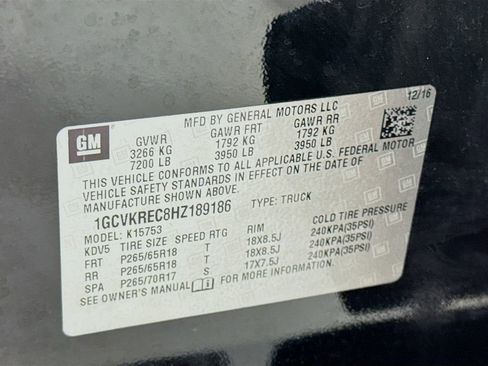 12/16
MFD BY GENERAL MOTORS LLC
GM
GVWR GAWR FRT GAWR RR
3266 KG 1792 KG 1792 KG
7200 LB 3950 LB 3950 LB
THIS VEHICLE CONFORMS TO ALL APPLICABLE U.S. FEDERAL MOTOR
VEHICLE SAFETY STANDARDS IN EFFECT ON THE DATE OF
MANUFACTURE SHOWN ABOVE.
1GCVKREC8HZ189186 TYPE: TRUCK
MODEL: K15753
KDV5 TIRE SIZE SPEED RTG RIM COLD TIRE PRESSURE
FRT P265/65R18 T 18X8.5J 240KPA(35PSI)
RR P265/65R18 T 18X8.5J 240KPA(35PSI)
SPA P265/70R17 S 17X7.5J 240KPA(35PSI)
SEE OWNER'S MANUAL FOR MORE INFORMATION.